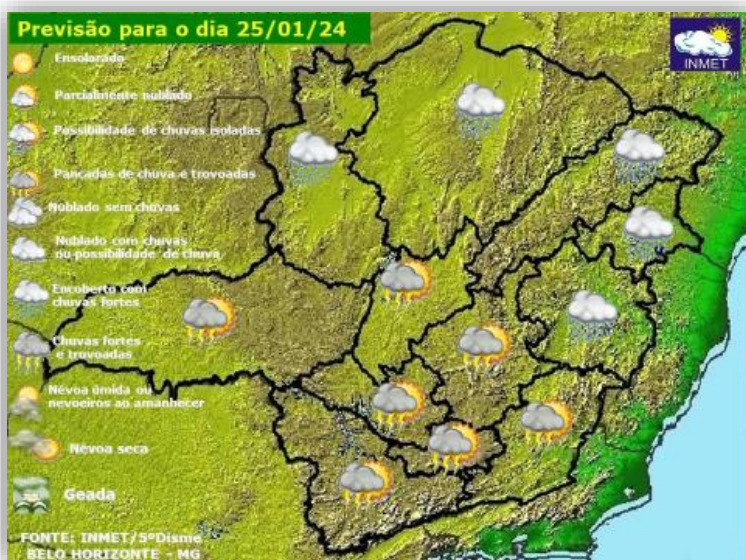 Previsão para o dia 25/01/24
INMET
Ensolarado
Parcialmente nublado
Possibilidade de chuvas isoladas
Pancadas de chuva e trovoadas
Nublado sem chuvas
Nublado com chuvas
ou possibilidade de chuva
Encoberto com
chuvas fortes
Chuvas fortes
e trovoadas
Névoa úmida ou
nevoeiros ao amanhecer
Névoa seca
Geada
FONTE: INMET/5ºDisme
BELO HORIZONTE - MG